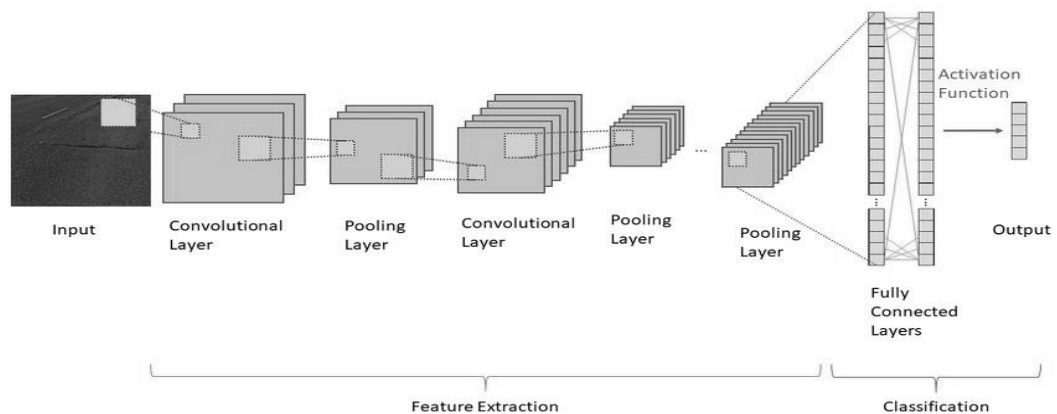 Activation
Function
Input
Convolutional
Layer
Pooling
Layer
Convolutional
Layer
Pooling
Layer
...
Pooling
Layer
Output
Fully
Connected
Layers
Feature Extraction
Classification